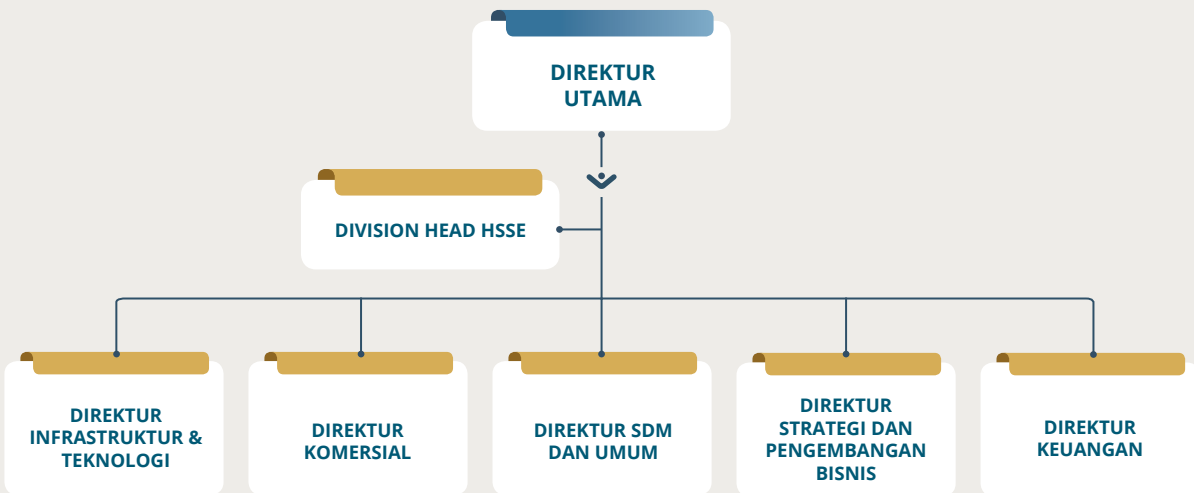 DIREKTUR
UTAMA
DIVISION HEAD HSSE
DIREKTUR
INFRASTRUKTUR &
TEKNOLOGI
DIREKTUR
KOMERSIAL
DIREKTUR SDM
DAN UMUM
DIREKTUR
STRATEGI DAN
PENGEMBANGAN
BISNIS
DIREKTUR
KEUANGAN